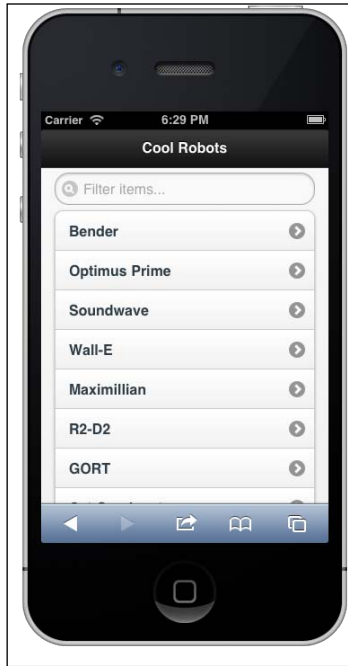 Carrier 6:29 PM
Cool Robots
Filter items...
Bender
Optimus Prime
Soundwave
Wall-E
Maximillian
R2-D2
GORT